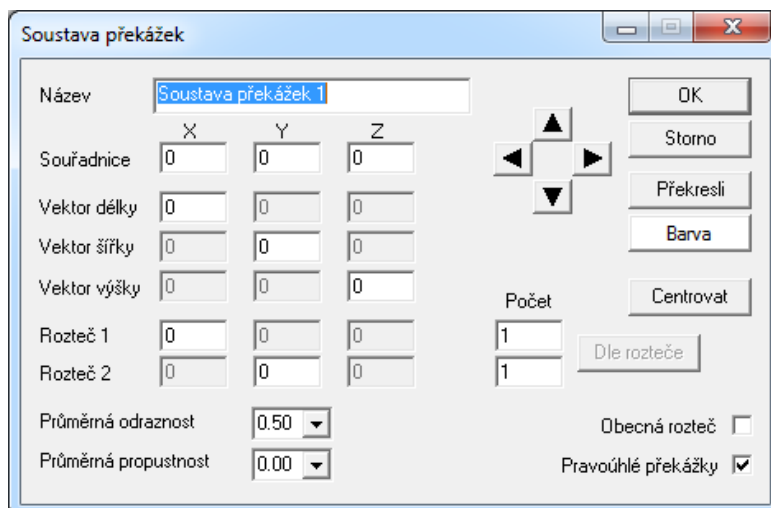 Soustava překážek
Název Soustava překážek 1 OK
X Y Z
Souřadnice 0 0 0 Storno
Vektor délky 0 0 0 Překresli
Vektor šířky 0 0 0 Barva
Vektor výšky 0 0 0 Počet Centrovat
Rozteč 1 0 0 0 1 Dle rozteče
Rozteč 2 0 0 0 1
Průměrná odraznost 0.50 Obecná rozteč
Průměrná propustnost 0.00 Pravoúhlé překážky